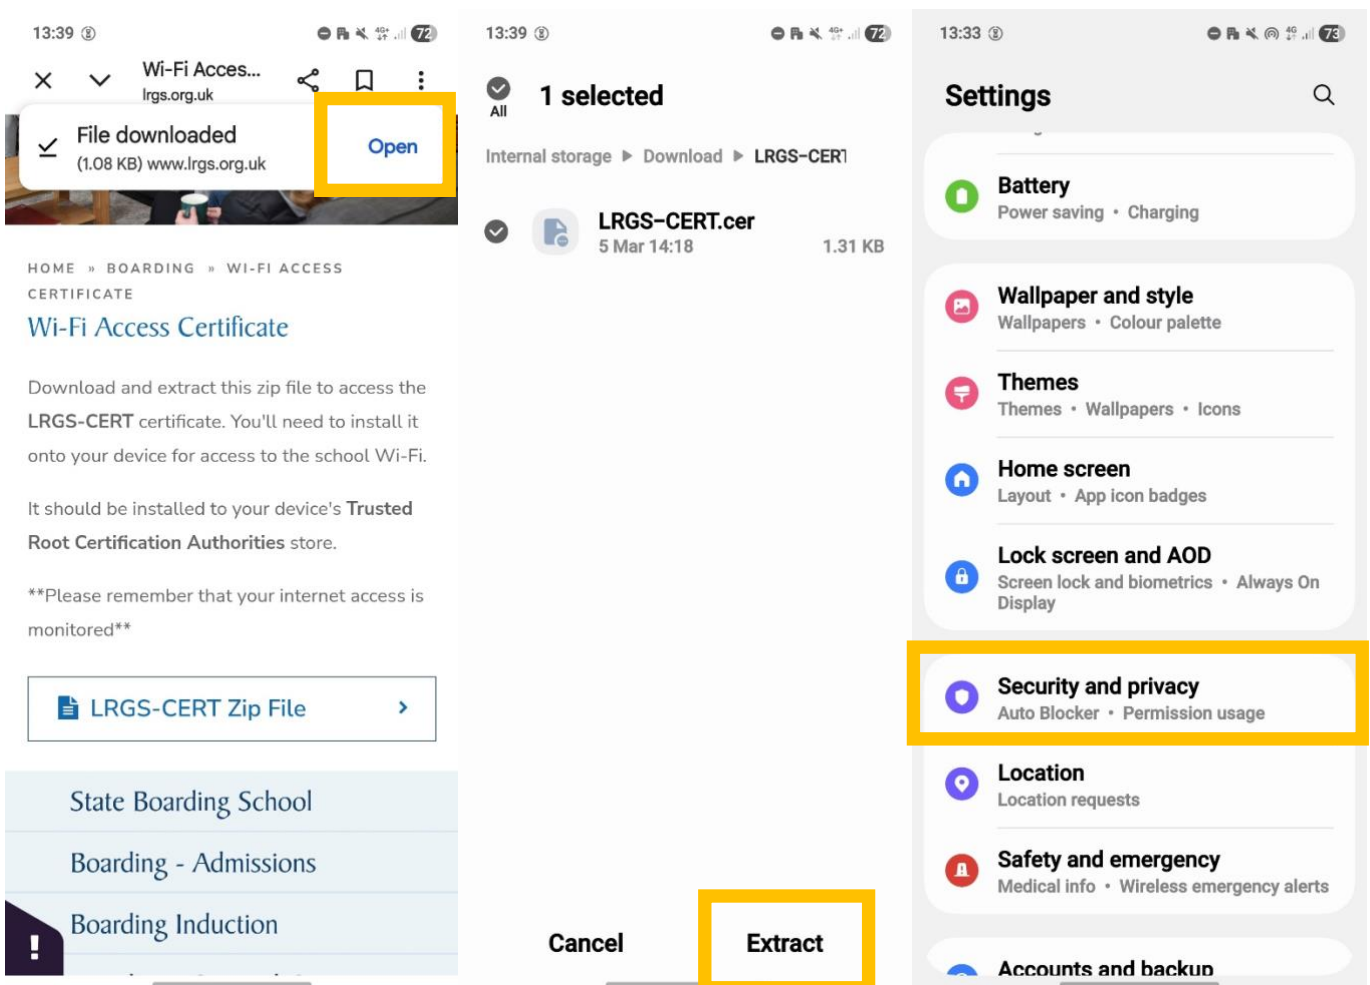 13:39
72
Wi-Fi Acces...
lrgs.org.uk
File downloaded
(1.08 KB) www.lrgs.org.uk
Open
HOME » BOARDING » WI-FI ACCESS
CERTIFICATE
Wi-Fi Access Certificate
Download and extract this zip file to access the
LRGS-CERT certificate. You'll need to install it
onto your device for access to the school Wi-Fi.
It should be installed to your device's Trusted
Root Certification Authorities store.
**Please remember that your internet access is
monitored**
LRGS-CERT Zip File
State Boarding School
Boarding - Admissions
Boarding Induction
!
13:39
4G+
72
All
1 selected
Internal storage ▶ Download ▶ LRGS-CERT
LRGS-CERT.cer
5 Mar 14:18
1.31 KB
Cancel
Extract
13:33
4G
73
Settings
Battery
Power saving • Charging
Wallpaper and style
Wallpapers • Colour palette
Themes
Themes • Wallpapers • Icons
Home screen
Layout • App icon badges
Lock screen and AOD
Screen lock and biometrics • Always On
Display
Security and privacy
Auto Blocker • Permission usage
Location
Location requests
Safety and emergency
Medical info • Wireless emergency alerts
Accounts and backup